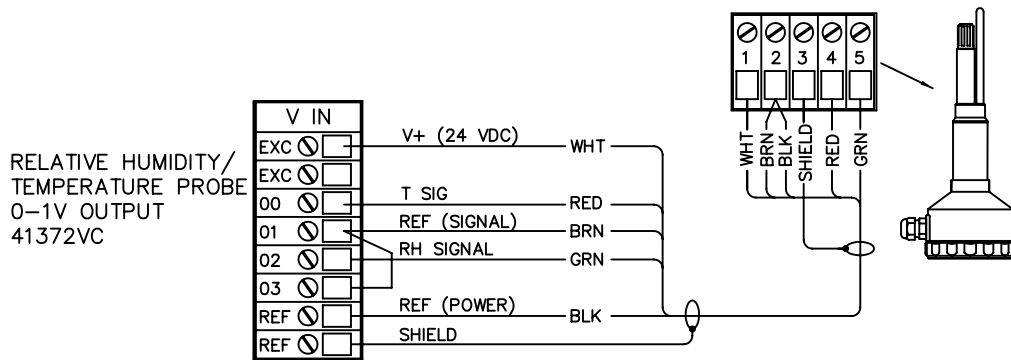 1 2 3 4 5
WHT BRN BLK SHIELD RED GRN
RELATIVE HUMIDITY/
TEMPERATURE PROBE
0-1V OUTPUT
41372VC
V IN
EXC V+ (24 VDC) WHT
EXC
00 T SIG RED
01 REF (SIGNAL) BRN
02 RH SIGNAL GRN
03
REF REF (POWER) BLK
REF SHIELD